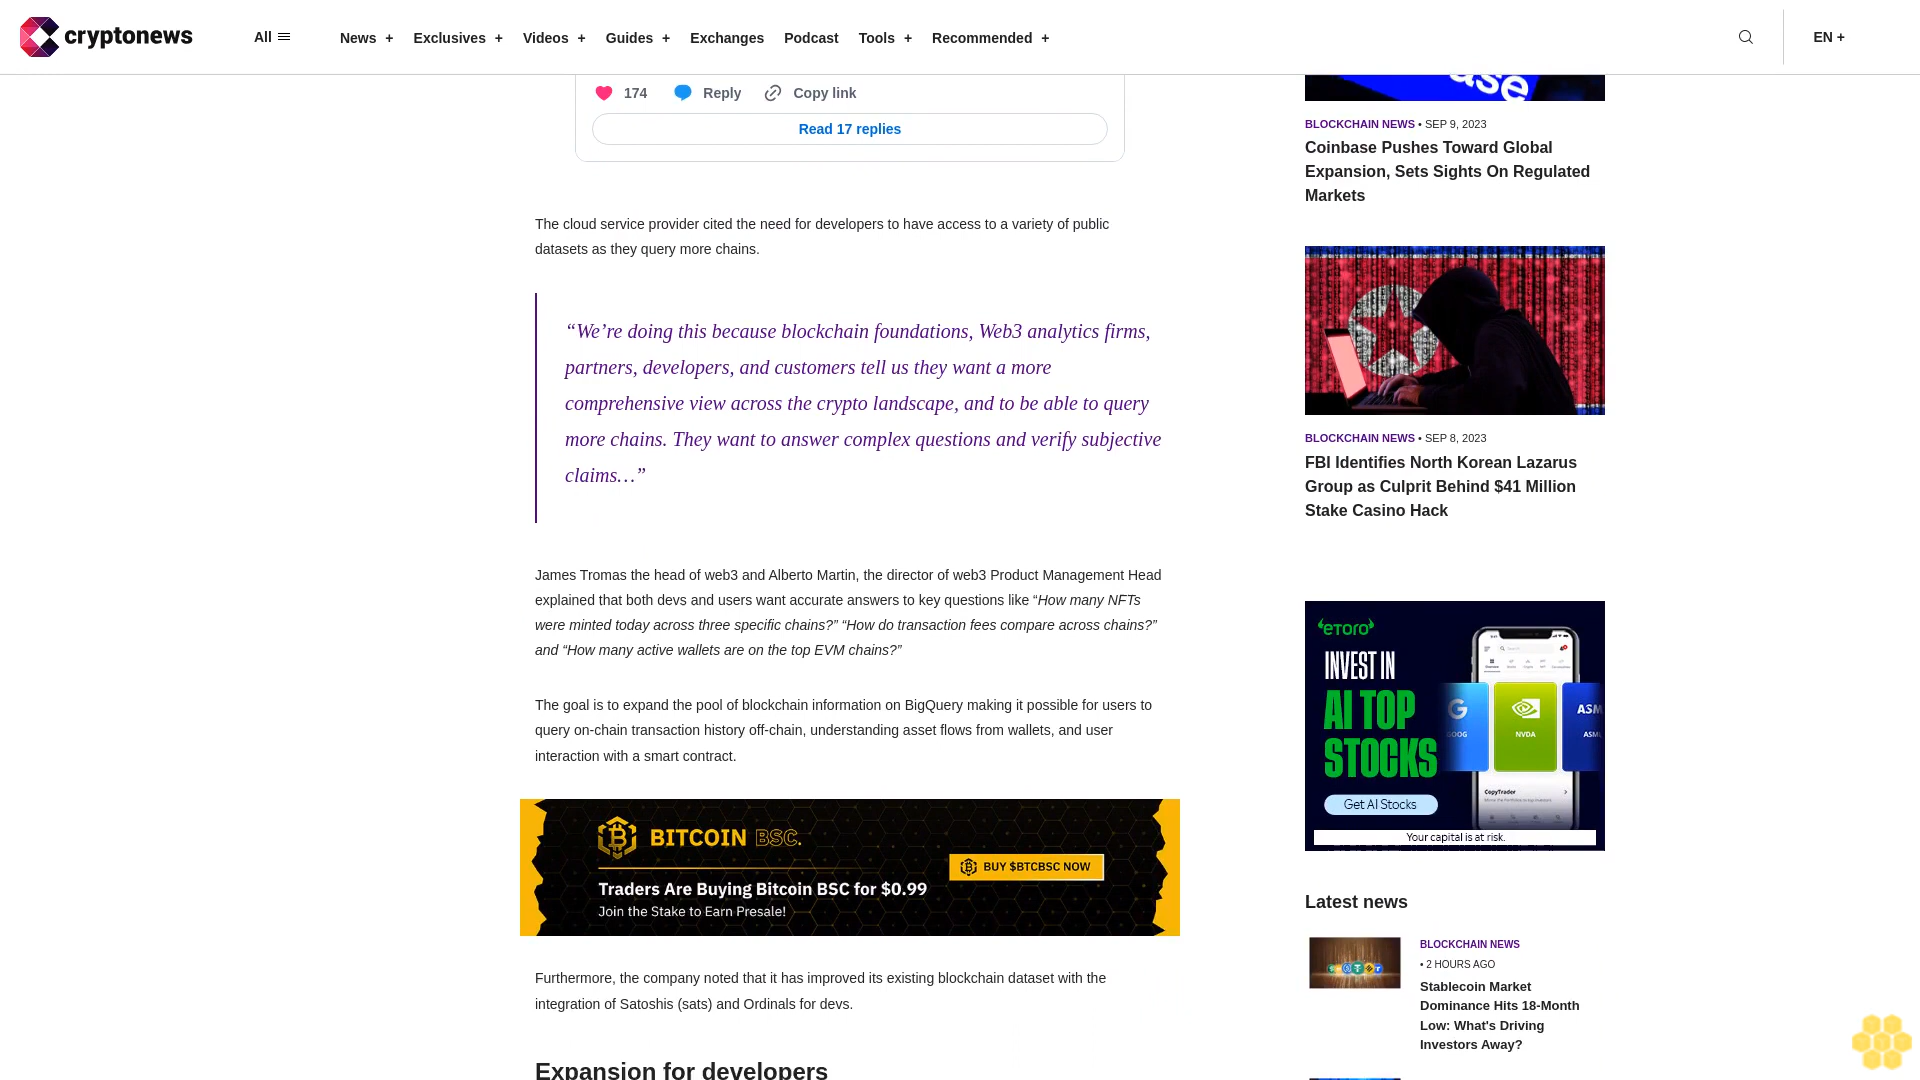 cryptonews
All
News +
Exclusives +
Videos +
Guides +
Exchanges
Podcast
Tools +
Recommended +
EN +
174
Reply
Copy link
Read 17 replies
The cloud service provider cited the need for developers to have access to a variety of public
datasets as they query more chains.
“We’re doing this because blockchain foundations, Web3 analytics firms,
partners, developers, and customers tell us they want a more
comprehensive view across the crypto landscape, and to be able to query
more chains. They want to answer complex questions and verify subjective
claims…”
James Tromas the head of web3 and Alberto Martin, the director of web3 Product Management Head
explained that both devs and users want accurate answers to key questions like “How many NFTs
were minted today across three specific chains?” “How do transaction fees compare across chains?”
and “How many active wallets are on the top EVM chains?”
The goal is to expand the pool of blockchain information on BigQuery making it possible for users to
query on-chain transaction history off-chain, understanding asset flows from wallets, and user
interaction with a smart contract.
BITCOIN BSC.
Traders Are Buying Bitcoin BSC for $0.99
Join the Stake to Earn Presale!
BUY $BTCBSC NOW
Furthermore, the company noted that it has improved its existing blockchain dataset with the
integration of Satoshis (sats) and Ordinals for devs.
Expansion for developers
ase
BLOCKCHAIN NEWS • SEP 9, 2023
Coinbase Pushes Toward Global
Expansion, Sets Sights On Regulated
Markets
BLOCKCHAIN NEWS • SEP 8, 2023
FBI Identifies North Korean Lazarus
Group as Culprit Behind $41 Million
Stake Casino Hack
eToro
INVEST IN
AI TOP
STOCKS
Get AI Stocks
GOOG
NVDA
ASM
ASML
CopyTrader
Your capital is at risk.
Latest news
BLOCKCHAIN NEWS
• 2 HOURS AGO
Stablecoin Market
Dominance Hits 18-Month
Low: What's Driving
Investors Away?